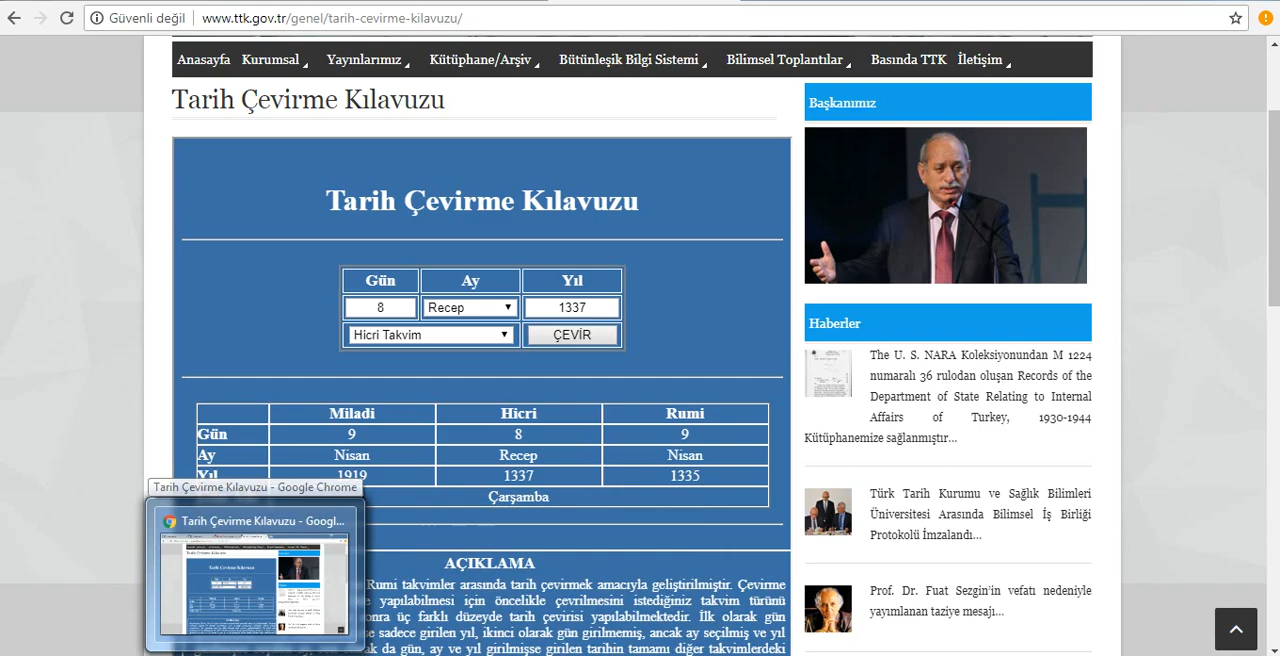 Güvenli değil
www.ttk.gov.tr/genel/tarih-cevirme-kilavuzu/
Anasayfa Kurumsal Yayınlarımız Kütüphane/Arşiv Bütünleşik Bilgi Sistemi Bilimsel Toplantılar Basında TTK İletişim
Tarih Çevirme Kılavuzu
Tarih Çevirme Kılavuzu
Gün Ay Yıl
8 Recep 1337
Hicri Takvim ÇEVİR
Miladi Hicri Rumi
Gün 9 8 9
Ay Nisan Recep Nisan
Yıl 1919 1337 1335
Çarşamba
Tarih Çevirme Kılavuzu - Google Chrome
Tarih Çevirme Kılavuzu - Googl...
AÇIKLAMA
Rumi takvimler arasında tarih çevirmek amacıyla geliştirilmiştir. Çevirme
yapılabilmesi için öncelikle çevrilmesini istediğiniz takvim türünü
onra üç farklı düzeyde tarih çevirisi yapılabilmektedir. İlk olarak gün
se sadece girilen yıl, ikinci olarak gün girilmemiş, ancak ay seçilmiş ve yıl
ak da gün, ay ve yıl girilmişse girilen tarihin tamamı diğer takvimlerdeki
Başkanımız
Haberler
The U. S. NARA Koleksiyonundan M 1224
numaralı 36 rulodan oluşan Records of the
Department of State Relating to Internal
Affairs of Turkey, 1930-1944
Kütüphanemize sağlanmıştır...
Türk Tarih Kurumu ve Sağlık Bilimleri
Üniversitesi Arasında Bilimsel İş Birliği
Protokolü İmzalandı...
Prof. Dr. Fuat Sezgin'in vefatı nedeniyle
yayımlanan taziye mesajı...